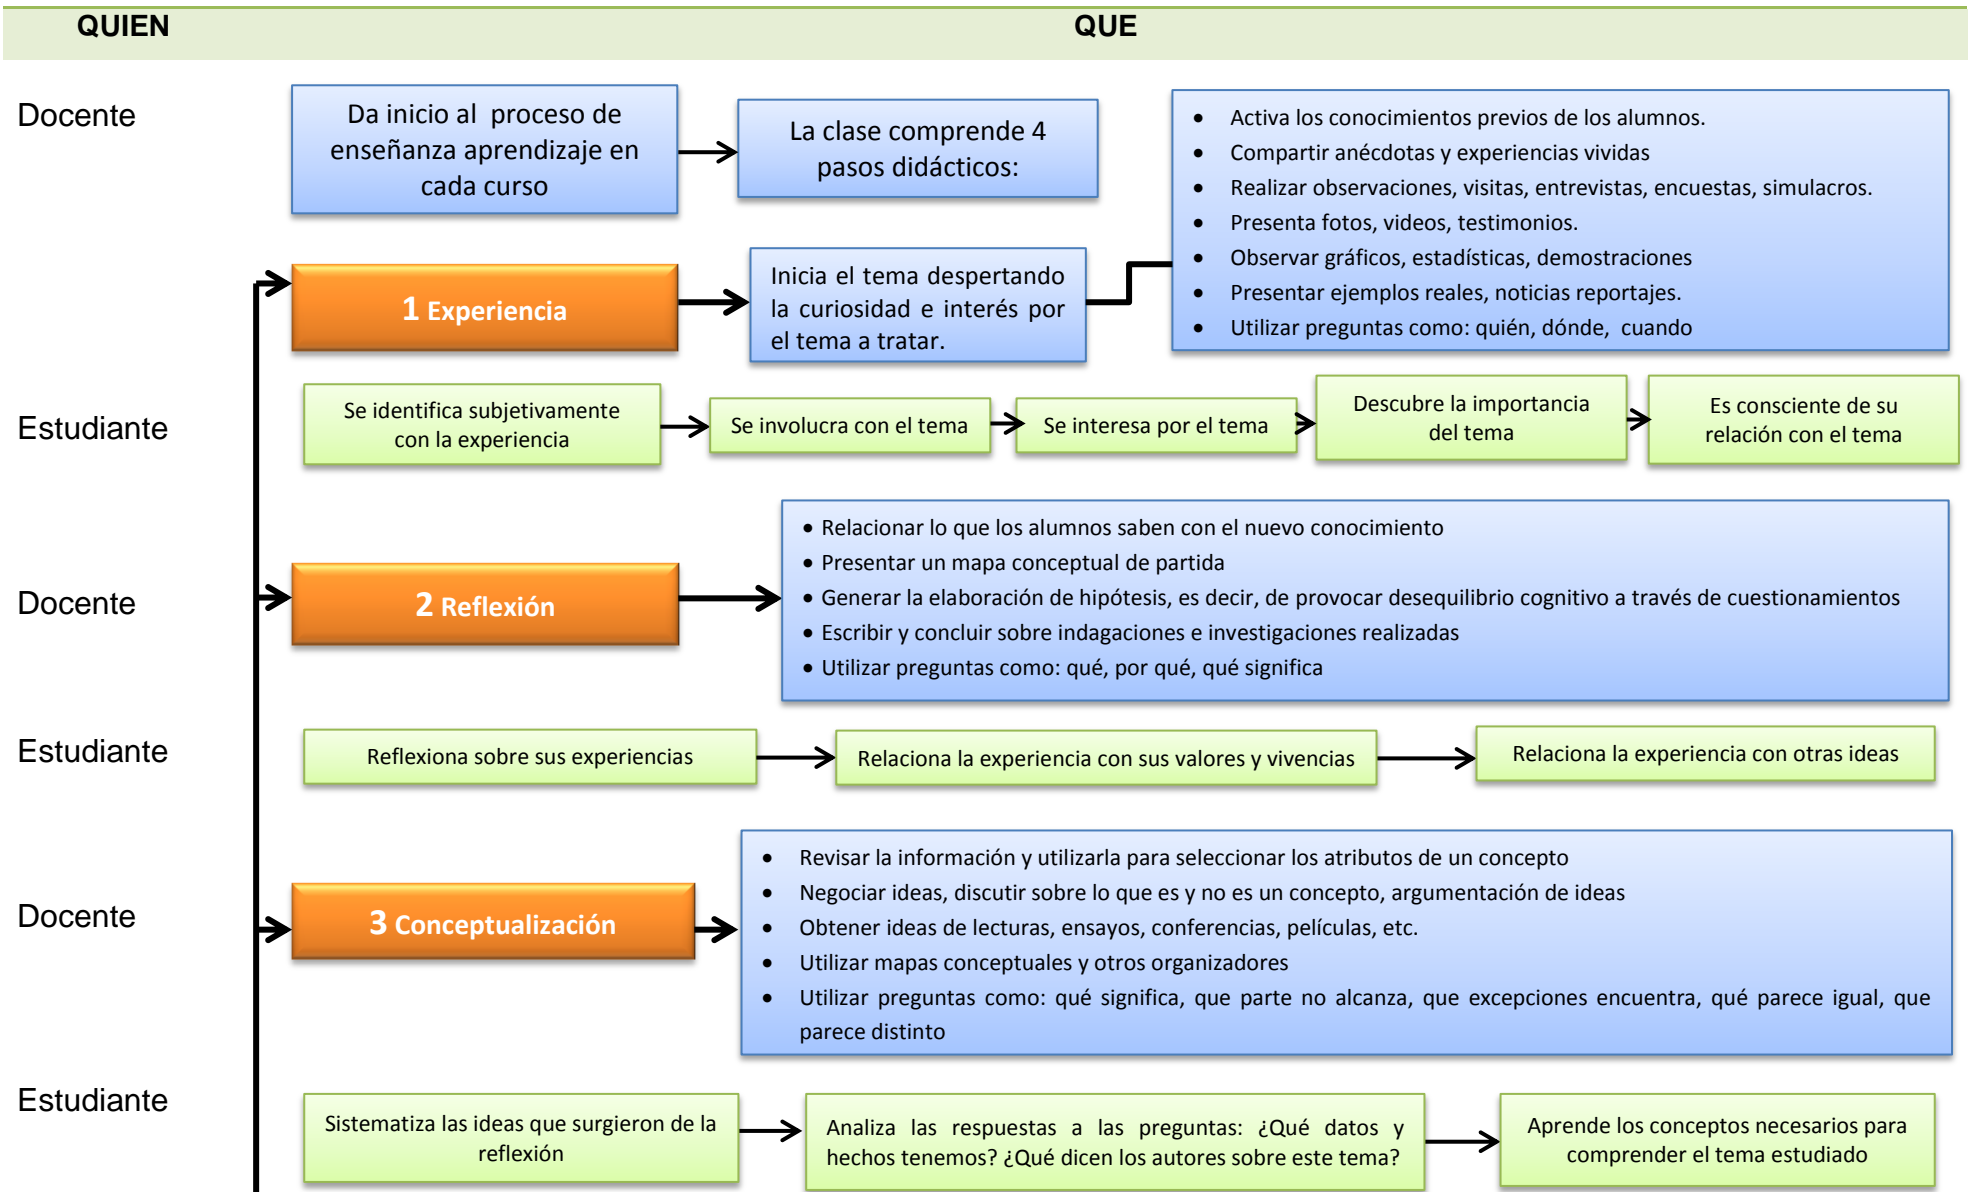 QUIEN
QUE
Docente
Da inicio al proceso de
enseñanza aprendizaje en
cada curso
La clase comprende 4
pasos didácticos:
• Activa los conocimientos previos de los alumnos.
• Compartir anécdotas y experiencias vividas
• Realizar observaciones, visitas, entrevistas, encuestas, simulacros.
• Presenta fotos, videos, testimonios.
• Observar gráficos, estadísticas, demostraciones
• Presentar ejemplos reales, noticias reportajes.
• Utilizar preguntas como: quién, dónde, cuando
1 Experiencia
Inicia el tema despertando
la curiosidad e interés por
el tema a tratar.
Estudiante
Se identifica subjetivamente
con la experiencia
Se involucra con el tema
Se interesa por el tema
Descubre la importancia
del tema
Es consciente de su
relación con el tema
Docente
2 Reflexión
• Relacionar lo que los alumnos saben con el nuevo conocimiento
• Presentar un mapa conceptual de partida
• Generar la elaboración de hipótesis, es decir, de provocar desequilibrio cognitivo a través de cuestionamientos
• Escribir y concluir sobre indagaciones e investigaciones realizadas
• Utilizar preguntas como: qué, por qué, qué significa
Estudiante
Reflexiona sobre sus experiencias
Relaciona la experiencia con sus valores y vivencias
Relaciona la experiencia con otras ideas
Docente
3 Conceptualización
• Revisar la información y utilizarla para seleccionar los atributos de un concepto
• Negociar ideas, discutir sobre lo que es y no es un concepto, argumentación de ideas
• Obtener ideas de lecturas, ensayos, conferencias, películas, etc.
• Utilizar mapas conceptuales y otros organizadores
• Utilizar preguntas como: qué significa, que parte no alcanza, que excepciones encuentra, qué parece igual, que
parece distinto
Estudiante
Sistematiza las ideas que surgieron de la
reflexión
Analiza las respuestas a las preguntas: ¿Qué datos y
hechos tenemos? ¿Qué dicen los autores sobre este tema?
Aprende los conceptos necesarios para
comprender el tema estudiado